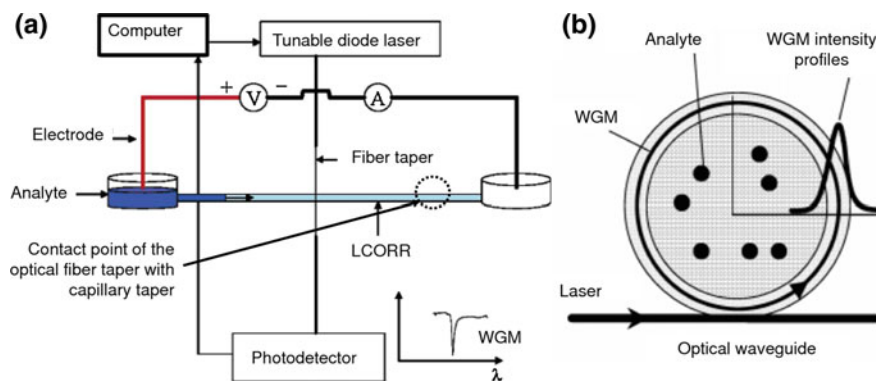 (a)
Computer
Tunable diode laser
+
V
−
A
Electrode
Fiber taper
Analyte
LCORR
Contact point of the
optical fiber taper with
capillary taper
WGM
λ
Photodetector
(b)
Analyte
WGM intensity
profiles
WGM
Laser
Optical waveguide